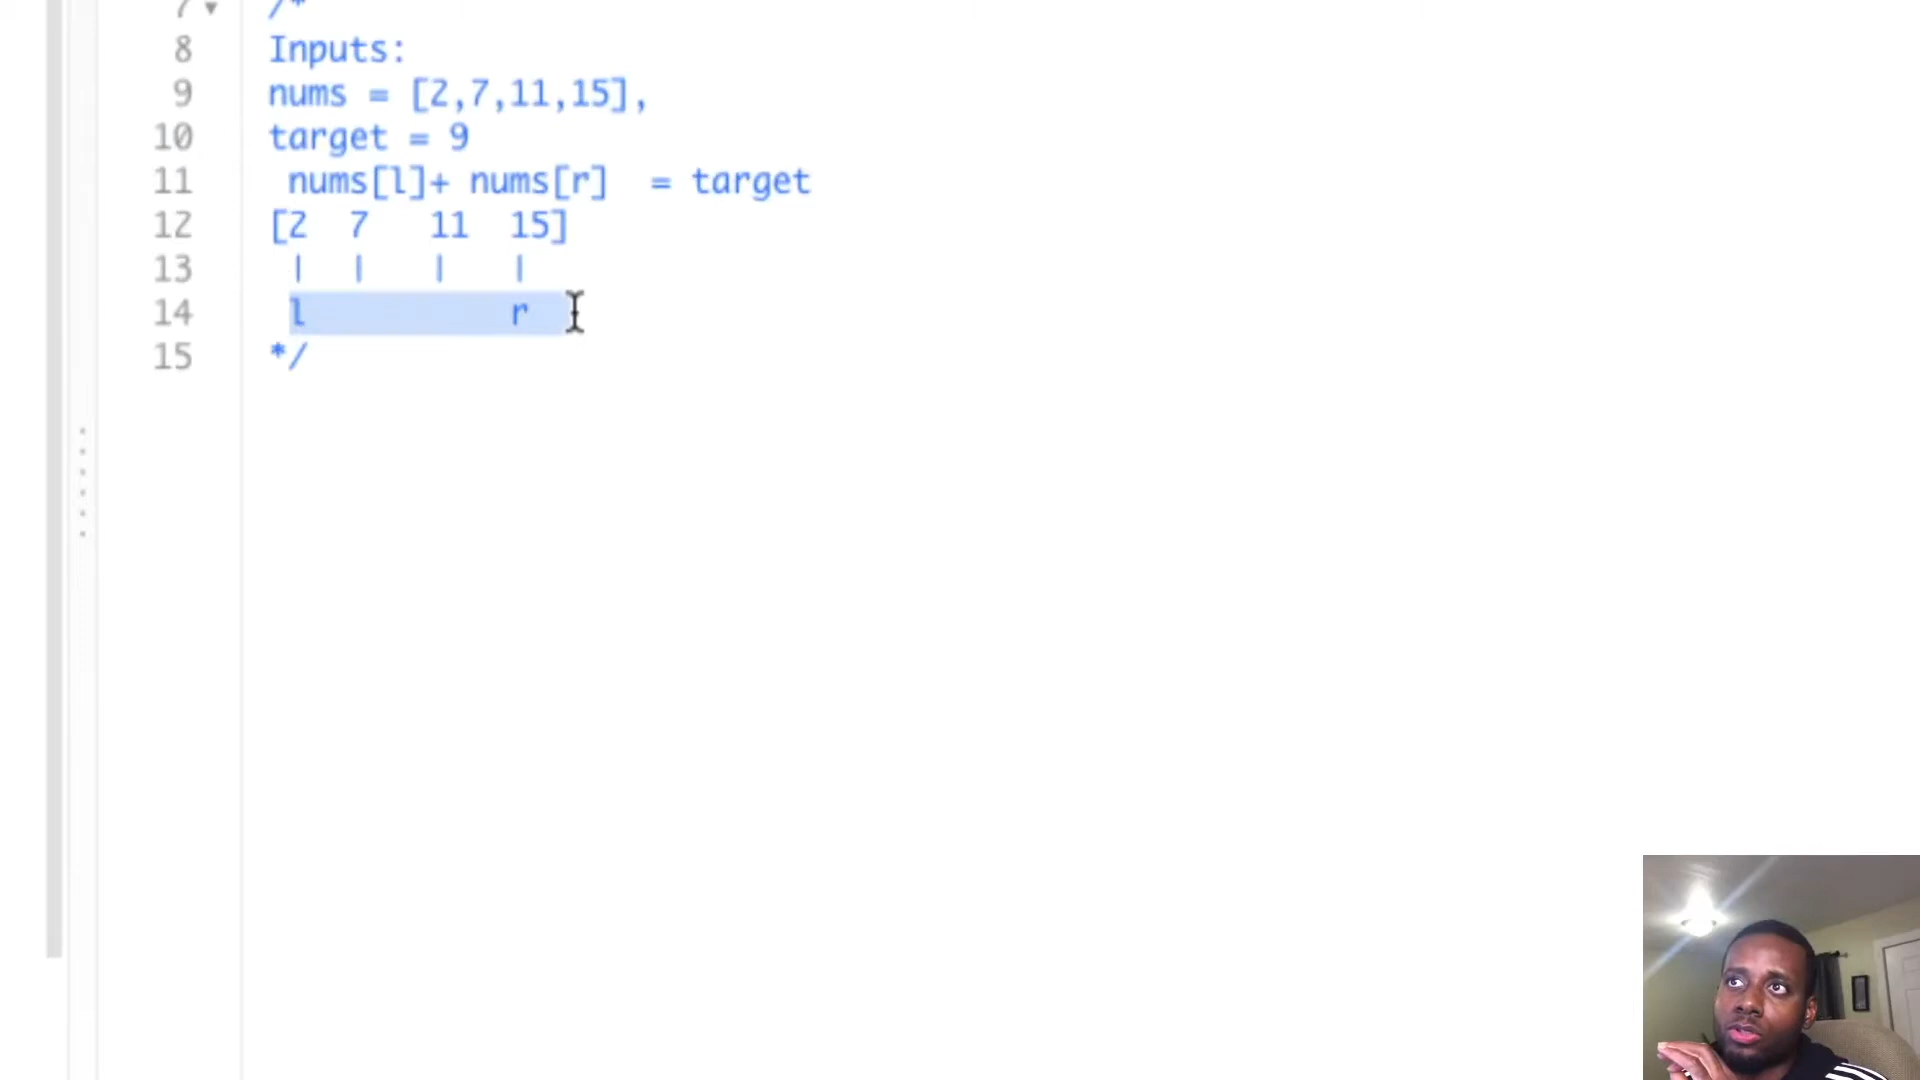 7 /*
8 Inputs:
9 nums = [2,7,11,15],
10 target = 9
11 nums[l]+ nums[r]  = target
12 [2  7   11  15]
13 |  |   |   |
14 l          r
15 */